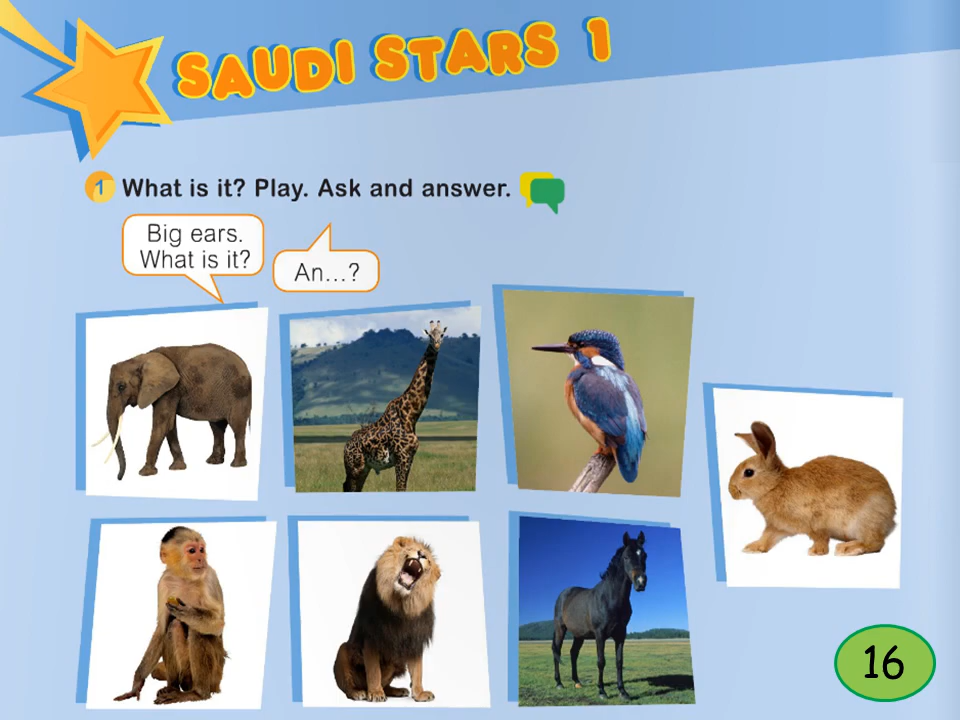 SAUDI STARS 1
1 What is it? Play. Ask and answer.
Big ears.
What is it?
An...?
16